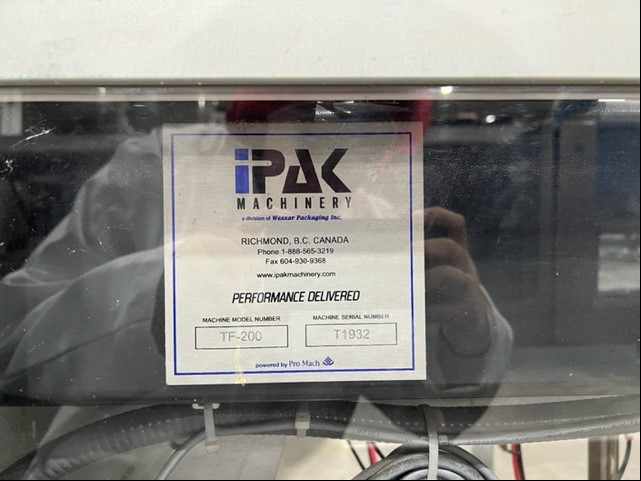 iPAK
MACHINERY
a division of Wexxar Packaging Inc.
RICHMOND, B.C. CANADA
Phone 1-888-565-3219
Fax 604-930-9368
www.ipakmachinery.com
PERFORMANCE DELIVERED
MACHINE MODEL NUMBER MACHINE SERIAL NUMBER
TF-200 T1932
powered by Pro Mach